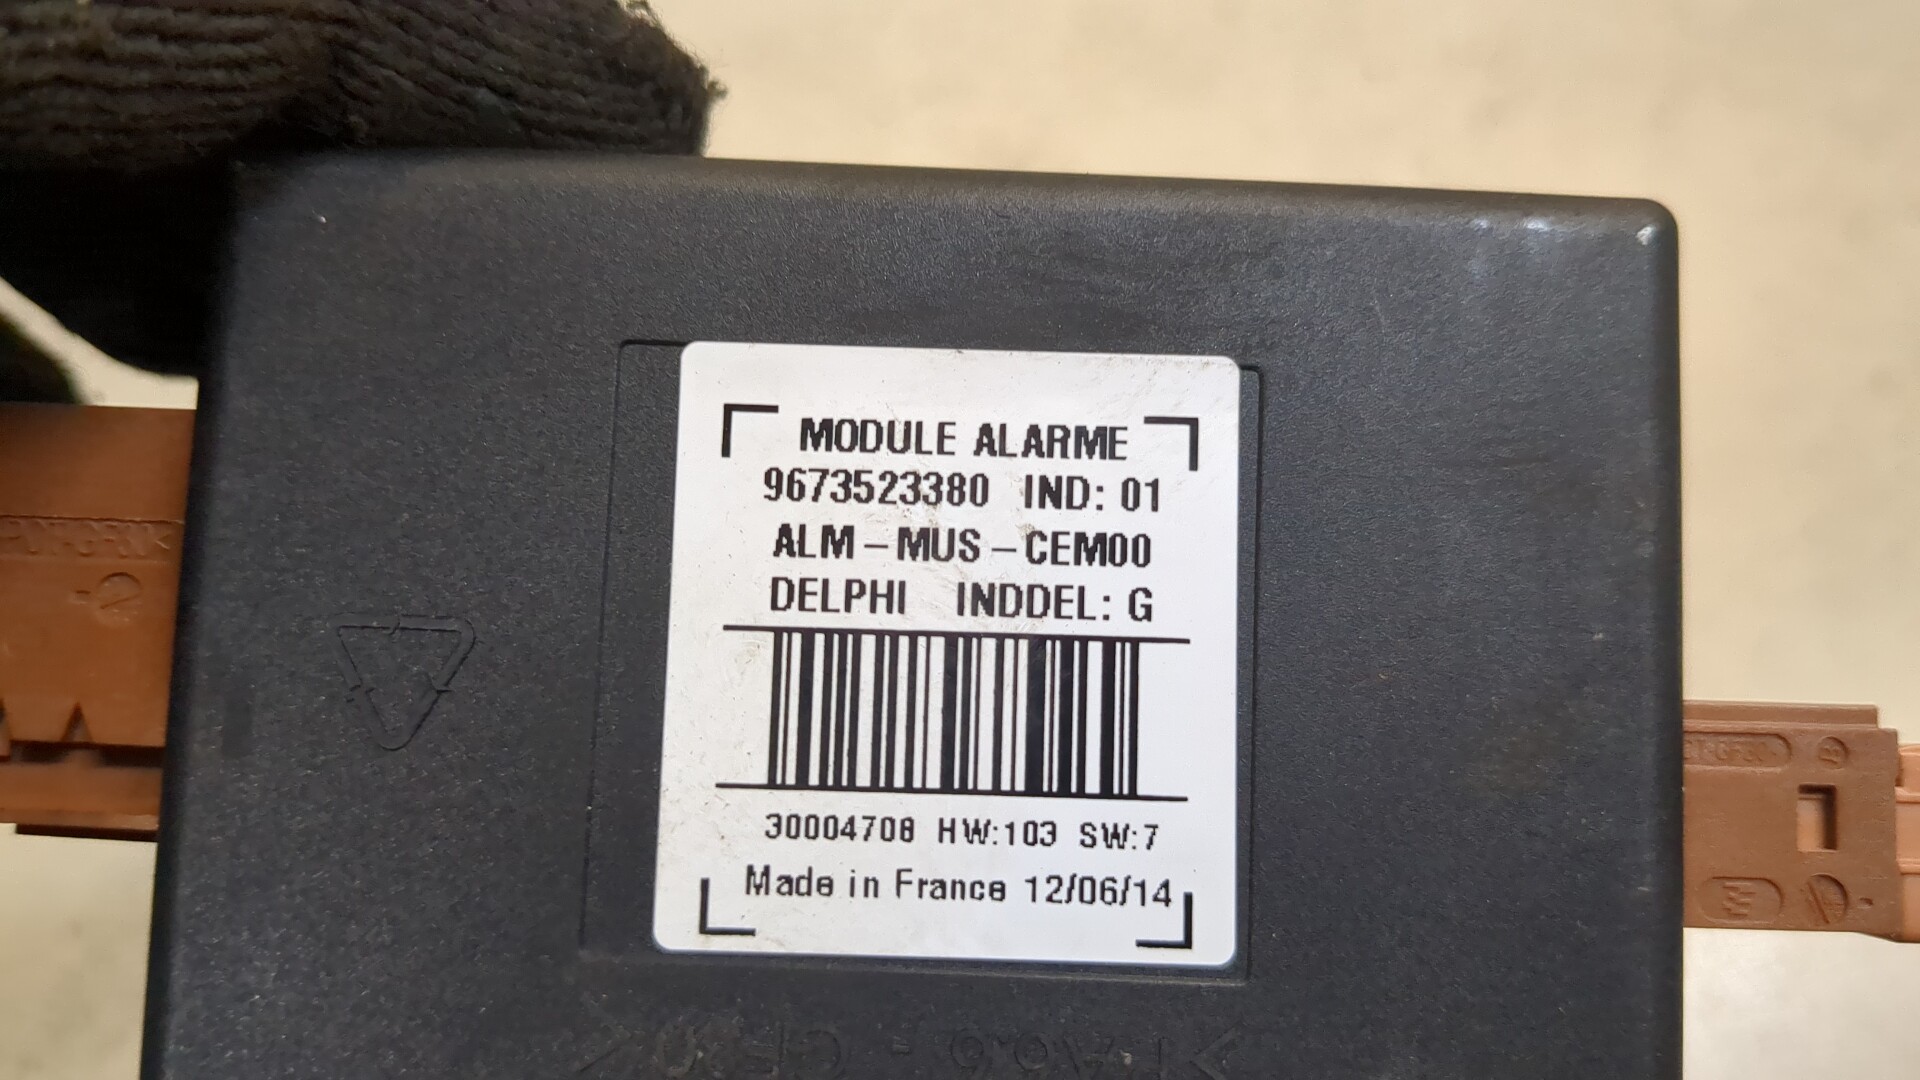 MODULE ALARME
9673523380 IND: 01
ALM-MUS-CEM00
DELPHI INDDEL: G
30004708 HW:103 SW:7
Made in France 12/06/14